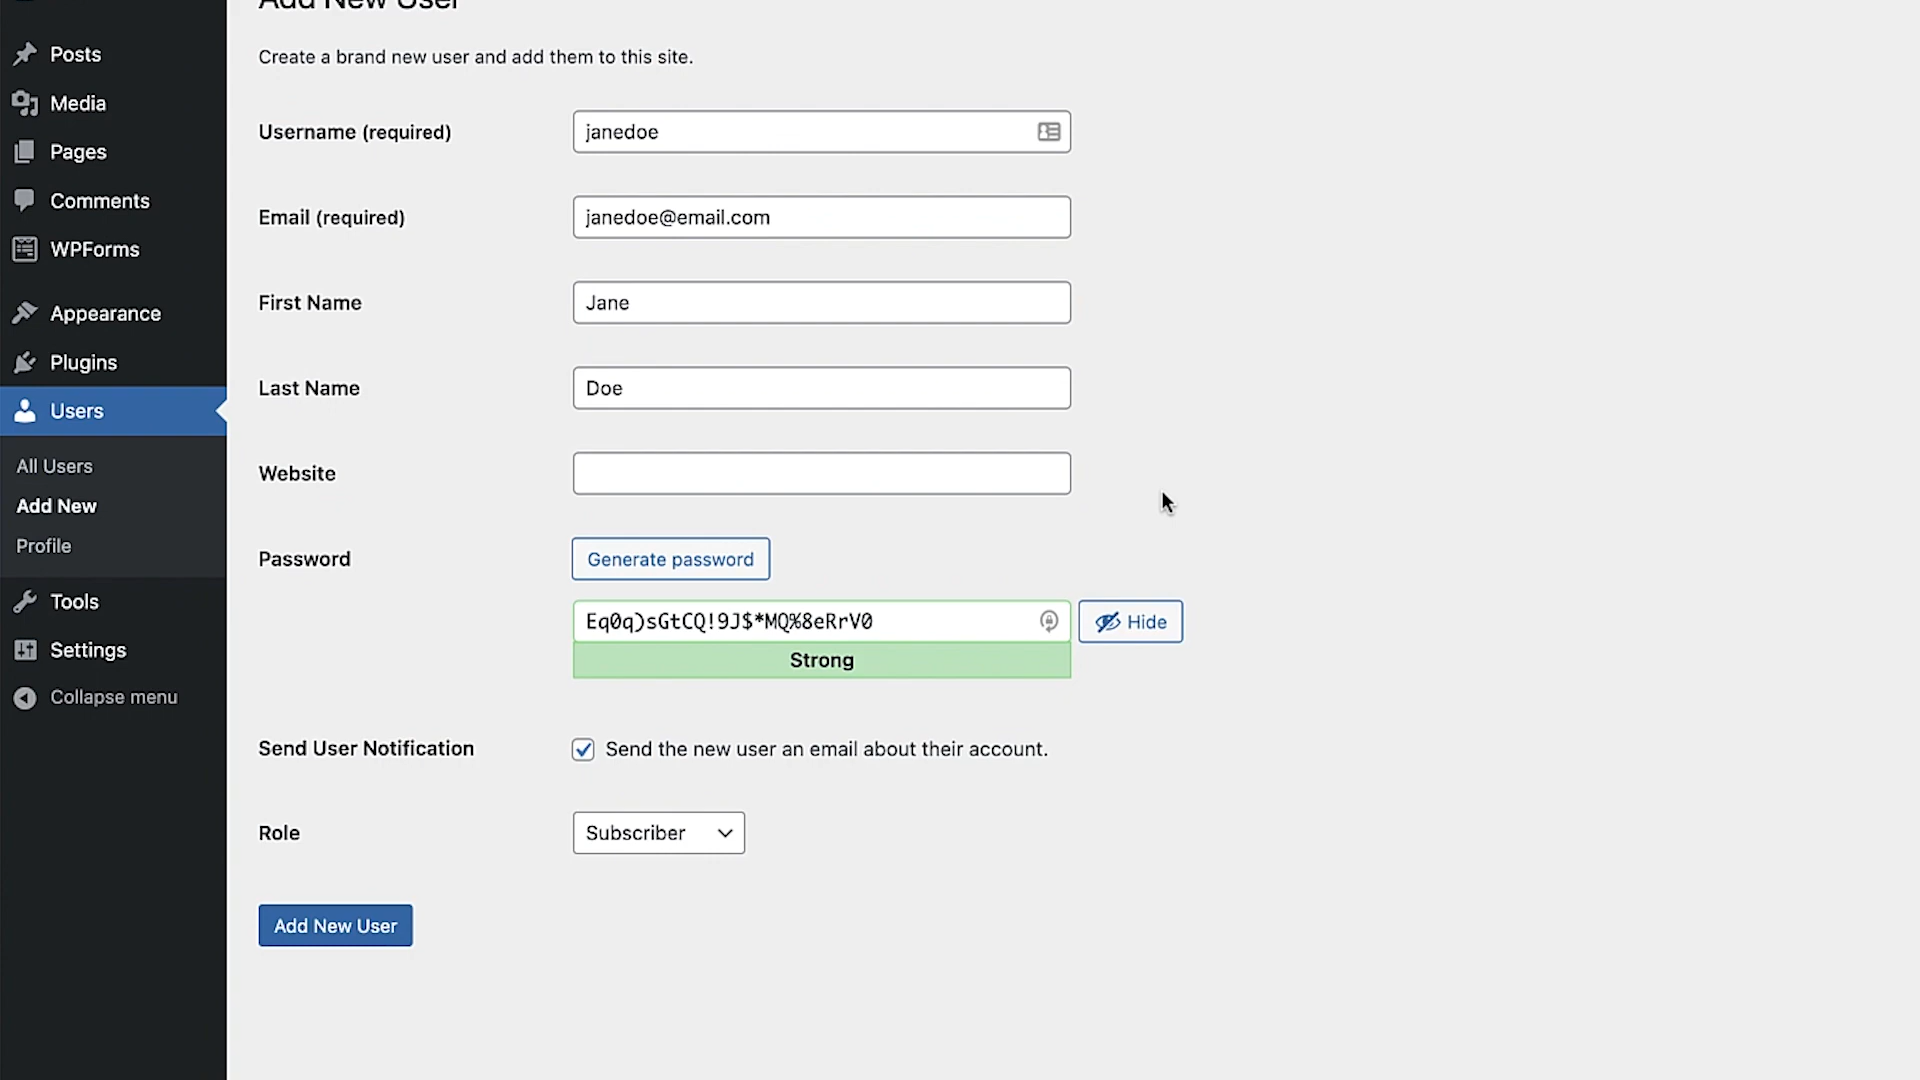 Add New User
Posts
Media
Pages
Comments
WPForms
Appearance
Plugins
Users
All Users
Add New
Profile
Tools
Settings
Collapse menu
Create a brand new user and add them to this site.
Username (required)
janedoe
Email (required)
janedoe@email.com
First Name
Jane
Last Name
Doe
Website
Password
Generate password
Eq0q)sGtCQ!9J$*MQ%8eRrV0
Hide
Strong
Send User Notification
Send the new user an email about their account.
Role
Subscriber
Add New User